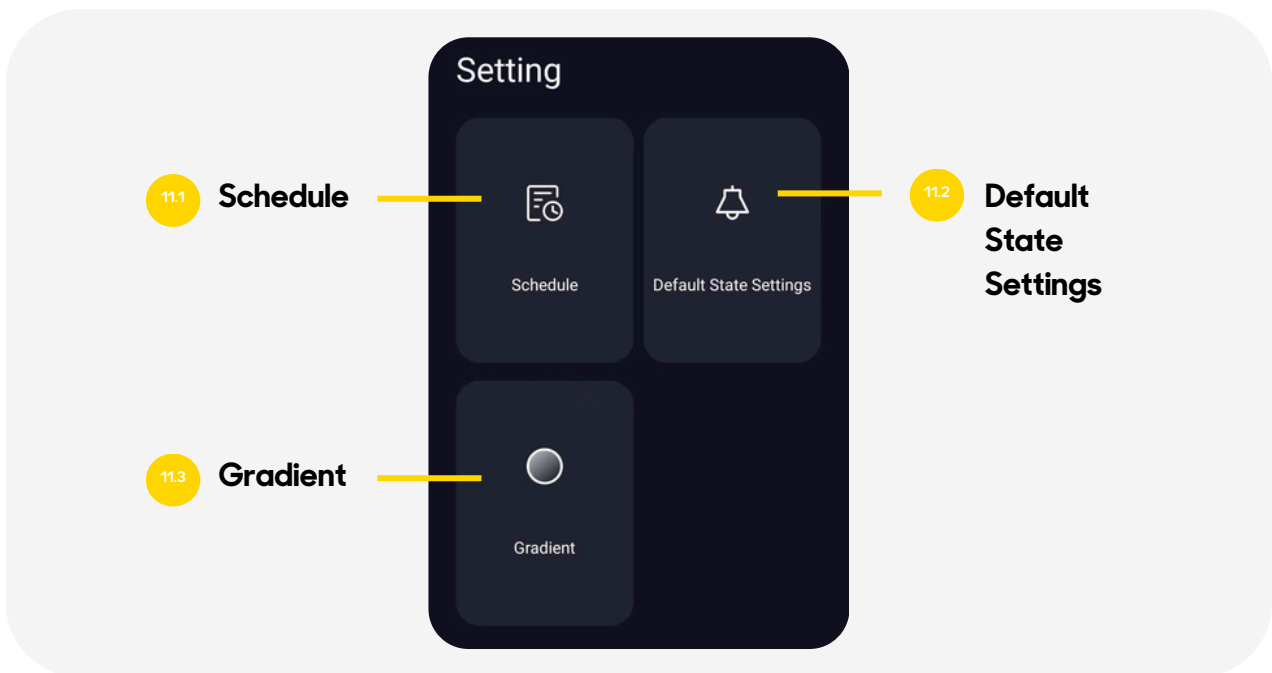 Setting
11.1
Schedule
11.2
Default
State
Settings
Schedule
Default State Settings
11.3
Gradient
Gradient